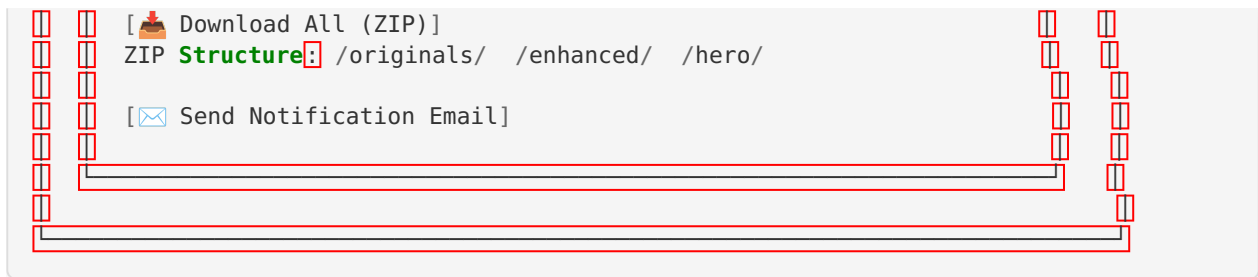 │  │  [📥 Download All (ZIP)]  │  │
│  │  ZIP Structure: /originals/  /enhanced/  /hero/  │  │
│  │  │  │
│  │  [✉️ Send Notification Email]  │  │
│  │  │  │
│  └───────────────────────────────────────────────────────────────┘  │
│  │
└──────────────────────────────────────────────────────────────────────┘